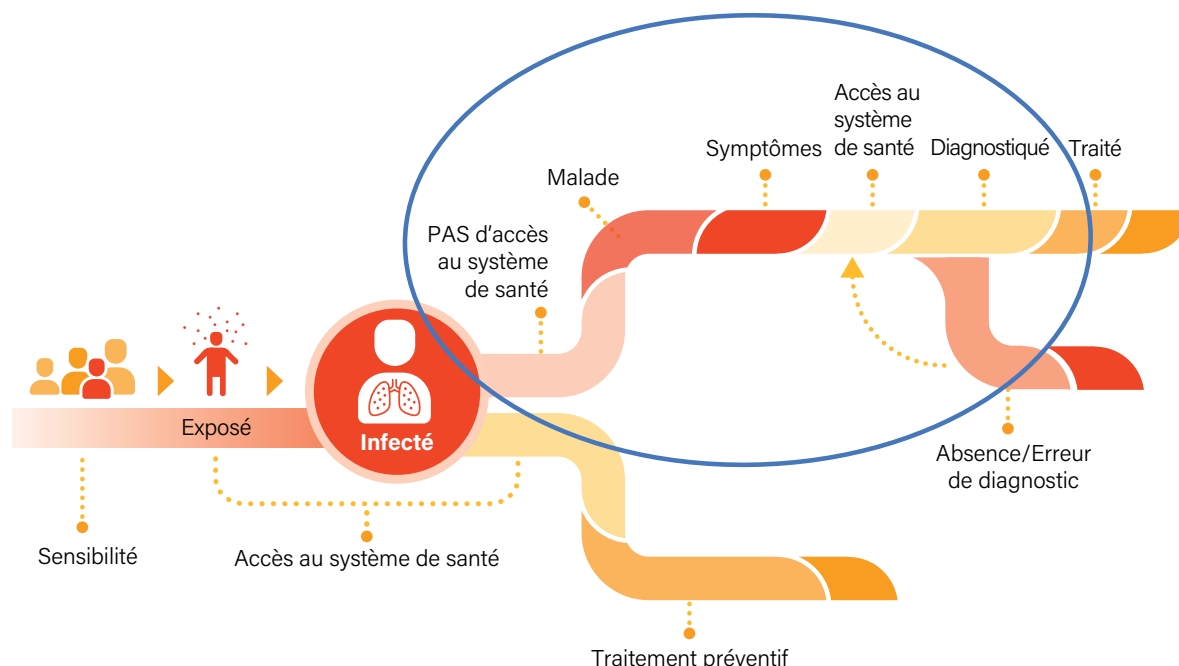 Accès au
système
de santé
Symptômes
Diagnostiqué
Traité
Malade
PAS d'accès
au système
de santé
Exposé
Infecté
Absence/Erreur
de diagnostic
Sensibilité
Accès au système de santé
Traitement préventif